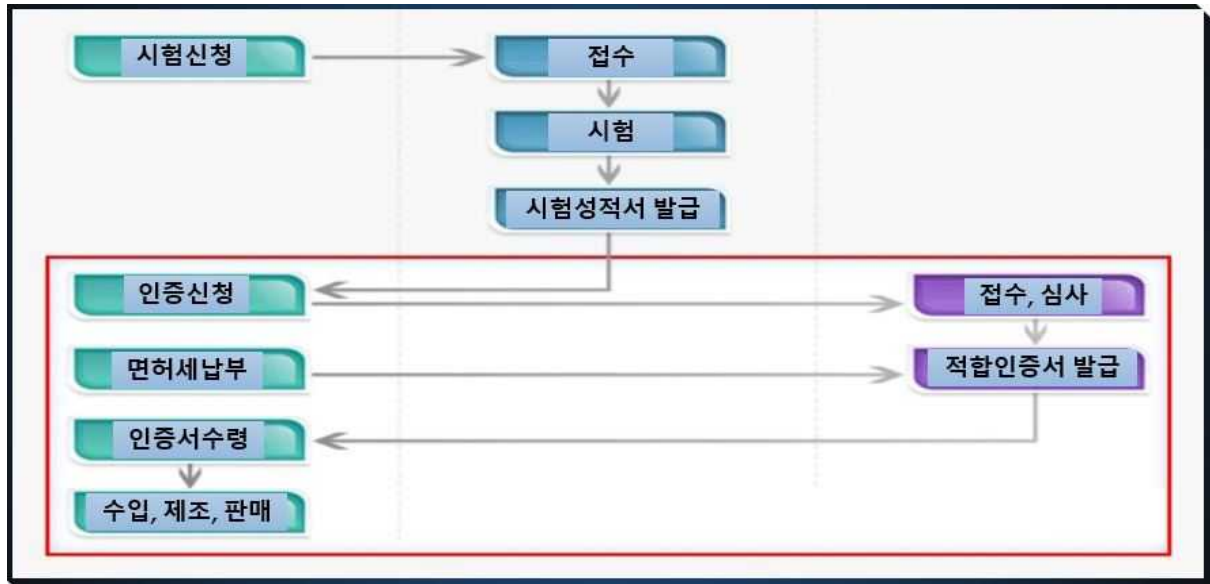 시험신청
접수
시험
시험성적서 발급
인증신청
접수, 심사
면허세납부
적합인증서 발급
인증서수령
수입, 제조, 판매